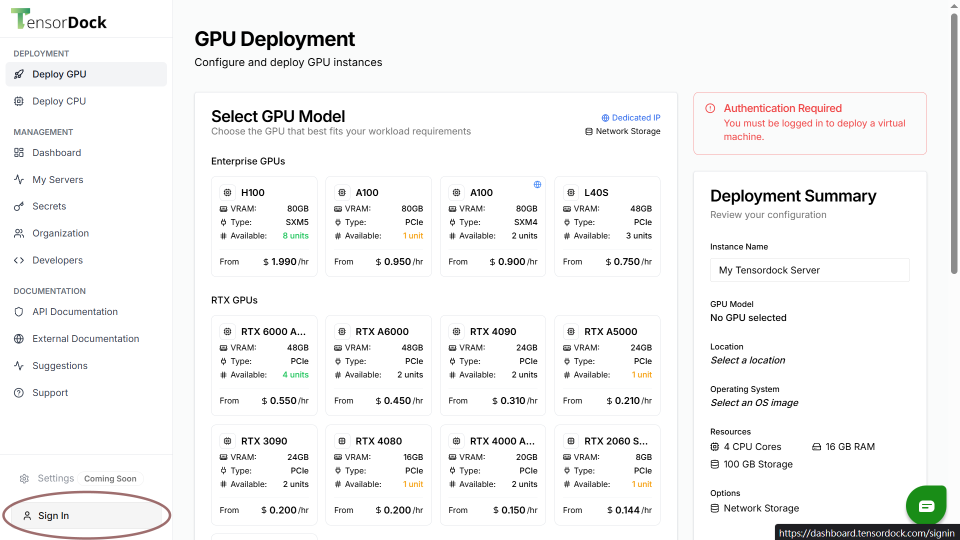 TensorDock
DEPLOYMENT
Deploy GPU
Deploy CPU
MANAGEMENT
Dashboard
My Servers
Secrets
Organization
Developers
DOCUMENTATION
API Documentation
External Documentation
Suggestions
Support
Settings Coming Soon
Sign In
GPU Deployment
Configure and deploy GPU instances
Select GPU Model
Choose the GPU that best fits your workload requirements
Dedicated IP
Network Storage
Enterprise GPUs
H100
VRAM: 80GB
Type: SXM5
Available: 8 units
From $ 1.990/hr
A100
VRAM: 80GB
Type: PCIe
Available: 1 unit
From $ 0.950/hr
A100
VRAM: 80GB
Type: SXM4
Available: 2 units
From $ 0.900/hr
L40S
VRAM: 48GB
Type: PCIe
Available: 3 units
From $ 0.750/hr
RTX GPUs
RTX 6000 A...
VRAM: 48GB
Type: PCIe
Available: 4 units
From $ 0.550/hr
RTX A6000
VRAM: 48GB
Type: PCIe
Available: 2 units
From $ 0.450/hr
RTX 4090
VRAM: 24GB
Type: PCIe
Available: 2 units
From $ 0.310/hr
RTX A5000
VRAM: 24GB
Type: PCIe
Available: 1 unit
From $ 0.210/hr
RTX 3090
VRAM: 24GB
Type: PCIe
Available: 2 units
From $ 0.200/hr
RTX 4080
VRAM: 16GB
Type: PCIe
Available: 1 unit
From $ 0.200/hr
RTX 4000 A...
VRAM: 20GB
Type: PCIe
Available: 2 units
From $ 0.150/hr
RTX 2060 S...
VRAM: 8GB
Type: PCIe
Available: 1 unit
From $ 0.144/hr
Authentication Required
You must be logged in to deploy a virtual
machine.
Deployment Summary
Review your configuration
Instance Name
My Tensordock Server
GPU Model
No GPU selected
Location
Select a location
Operating System
Select an OS image
Resources
4 CPU Cores 16 GB RAM
100 GB Storage
Options
Network Storage
https://dashboard.tensordock.com/signin